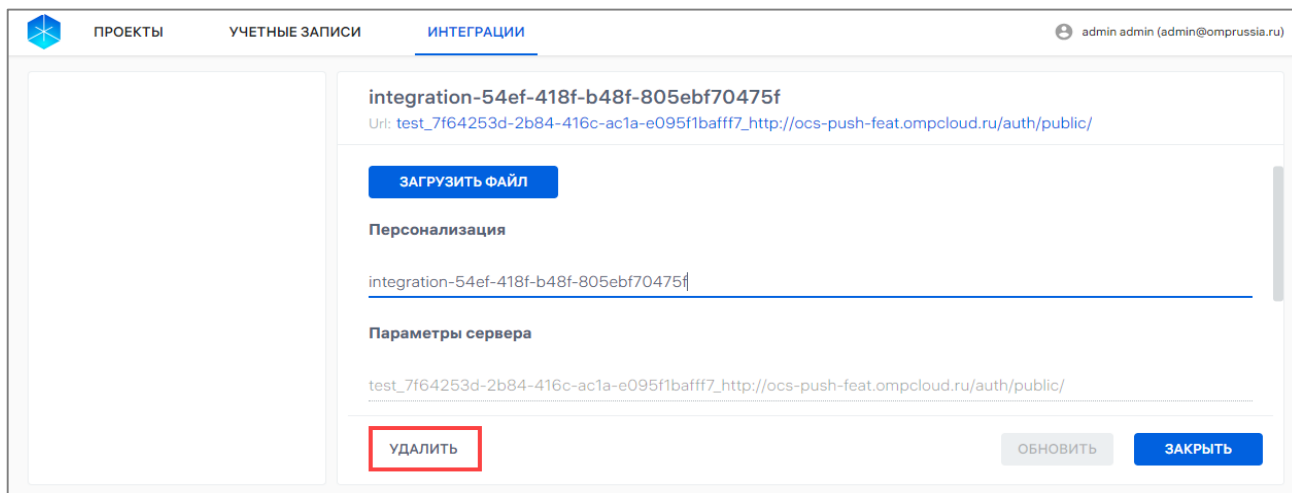 ПРОЕКТЫ УЧЕТНЫЕ ЗАПИСИ ИНТЕГРАЦИИ admin admin (admin@omprussia.ru)
integration-54ef-418f-b48f-805ebf70475f
Url: test_7f64253d-2b84-416c-ac1a-e095f1bafff7_http://ocs-push-feat.ompcloud.ru/auth/public/
ЗАГРУЗИТЬ ФАЙЛ
Персонализация
integration-54ef-418f-b48f-805ebf70475f
Параметры сервера
test_7f64253d-2b84-416c-ac1a-e095f1bafff7_http://ocs-push-feat.ompcloud.ru/auth/public/
УДАЛИТЬ ОБНОВИТЬ ЗАКРЫТЬ